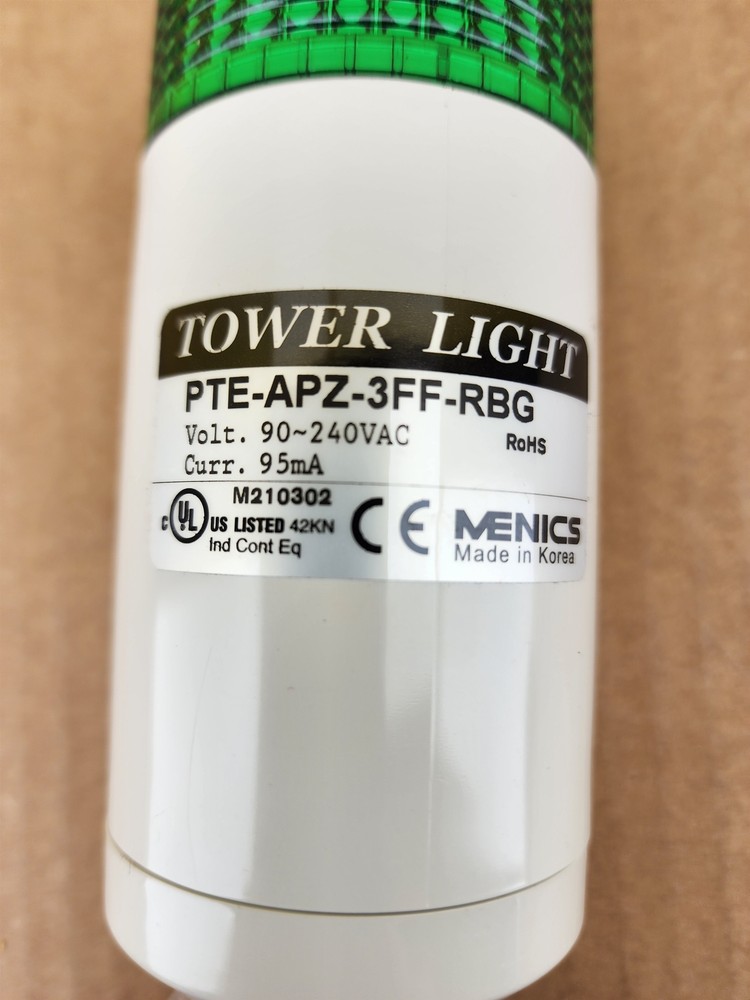 TOWER LIGHT
PTE-APZ-3FF-RBG
Volt. 90~240VAC
RoHS
Curr. 95mA
M210302
c UL US LISTED 42KN
Ind Cont Eq
CE
MENICS
Made in Korea